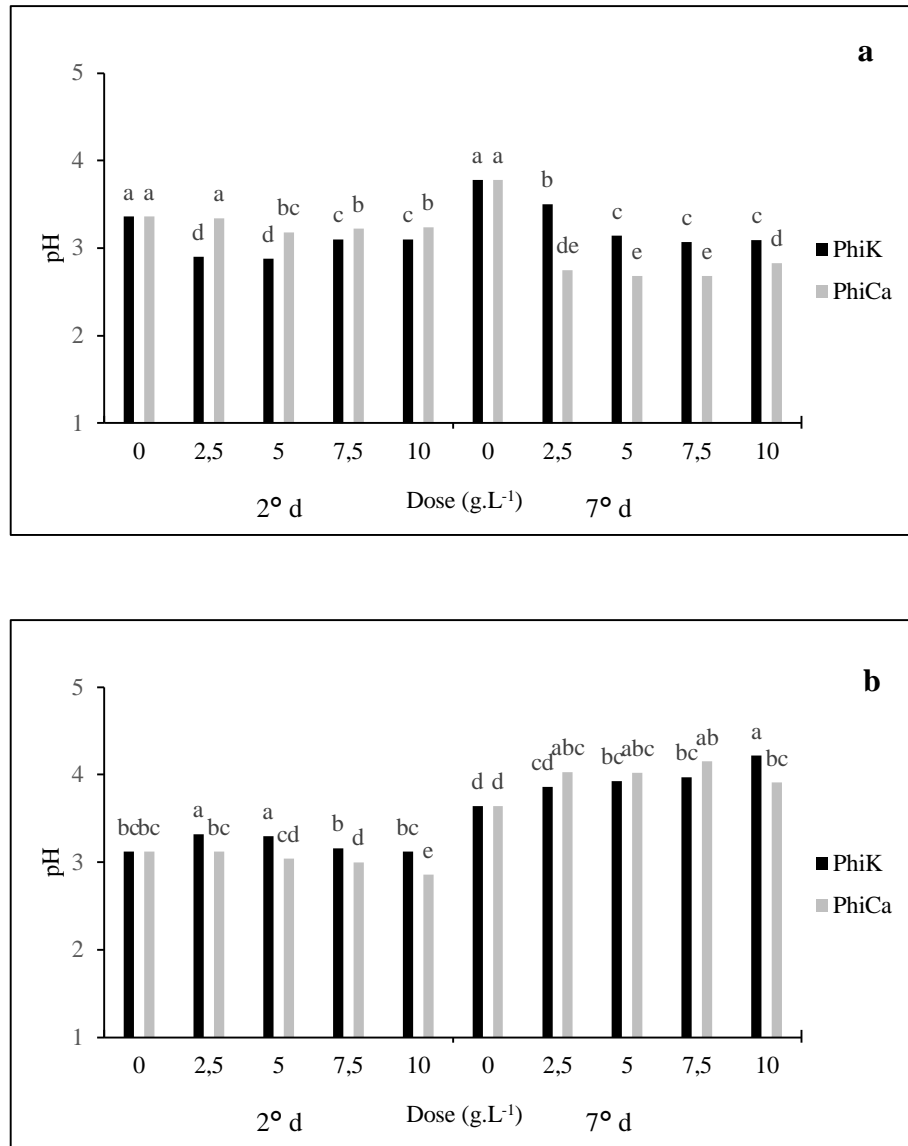 a
5
4
3
2
1
pH
a a d a d bc c b c b a a b de c e c e c d
0 2,5 5 7,5 10 0 2,5 5 7,5 10
2° d Dose (g.L-1) 7° d
PhiK
PhiCa
b
5
4
3
2
1
pH
bc bc a bc a cd b d bc e d d cd abc bc abc bc ab a bc
0 2,5 5 7,5 10 0 2,5 5 7,5 10
2° d Dose (g.L-1) 7° d
PhiK
PhiCa